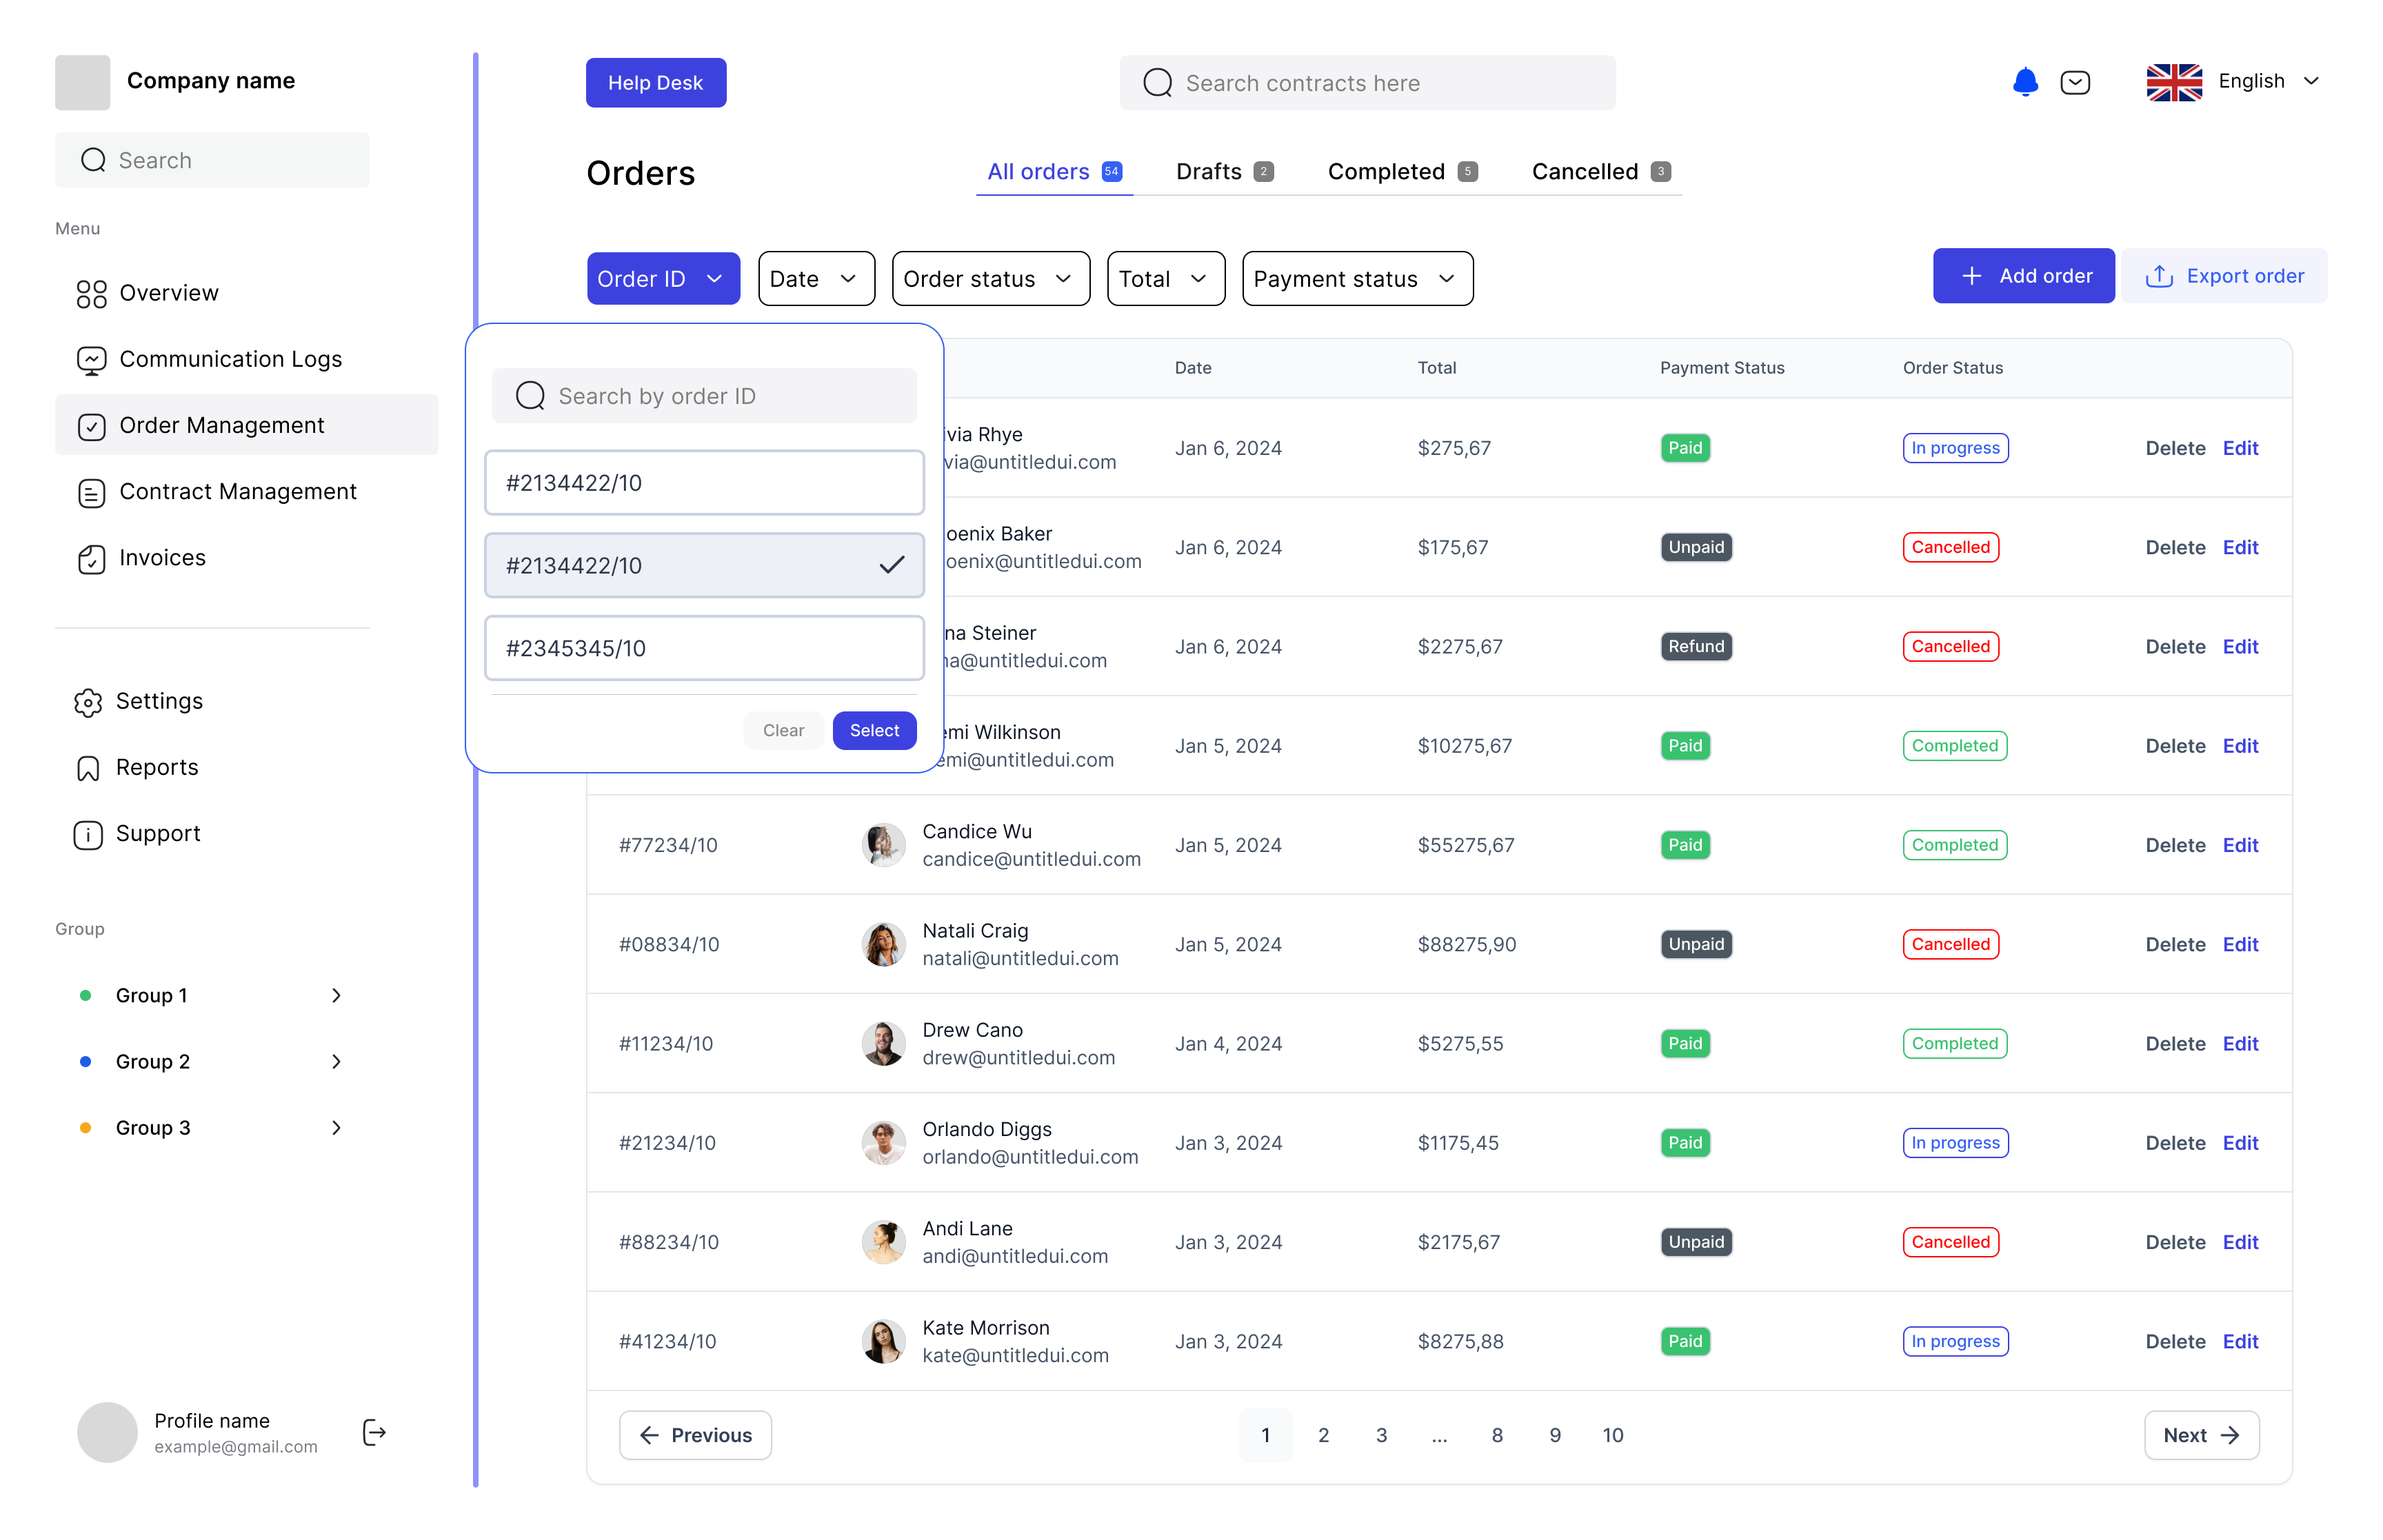 Company name
Search
Menu
Overview
Communication Logs
Order Management
Contract Management
Invoices
Settings
Reports
Support
Group
Group 1
Group 2
Group 3
Profile name
example@gmail.com
Help Desk
Search contracts here
English
Orders
All orders 54
Drafts 2
Completed 5
Cancelled 3
Order ID
Date
Order status
Total
Payment status
Add order
Export order
Search by order ID
#2134422/10
#2134422/10
#2345345/10
Clear
Select
Date Total Payment Status Order Status
Rhye
Jan 6, 2024 $275,67 Paid In progress Delete Edit
@untitledui.com
Baker
Jan 6, 2024 $175,67 Unpaid Cancelled Delete Edit
@untitledui.com
Steiner
Jan 6, 2024 $2275,67 Refund Cancelled Delete Edit
@untitledui.com
Wilkinson
Jan 5, 2024 $10275,67 Paid Completed Delete Edit
@untitledui.com
Candice Wu
#77234/10 Jan 5, 2024 $55275,67 Paid Completed Delete Edit
candice@untitledui.com
Natali Craig
#08834/10 Jan 5, 2024 $88275,90 Unpaid Cancelled Delete Edit
natali@untitledui.com
Drew Cano
#11234/10 Jan 4, 2024 $5275,55 Paid Completed Delete Edit
drew@untitledui.com
Orlando Diggs
#21234/10 Jan 3, 2024 $1175,45 Paid In progress Delete Edit
orlando@untitledui.com
Andi Lane
#88234/10 Jan 3, 2024 $2175,67 Unpaid Cancelled Delete Edit
andi@untitledui.com
Kate Morrison
#41234/10 Jan 3, 2024 $8275,88 Paid In progress Delete Edit
kate@untitledui.com
Previous 1 2 3 ... 8 9 10 Next